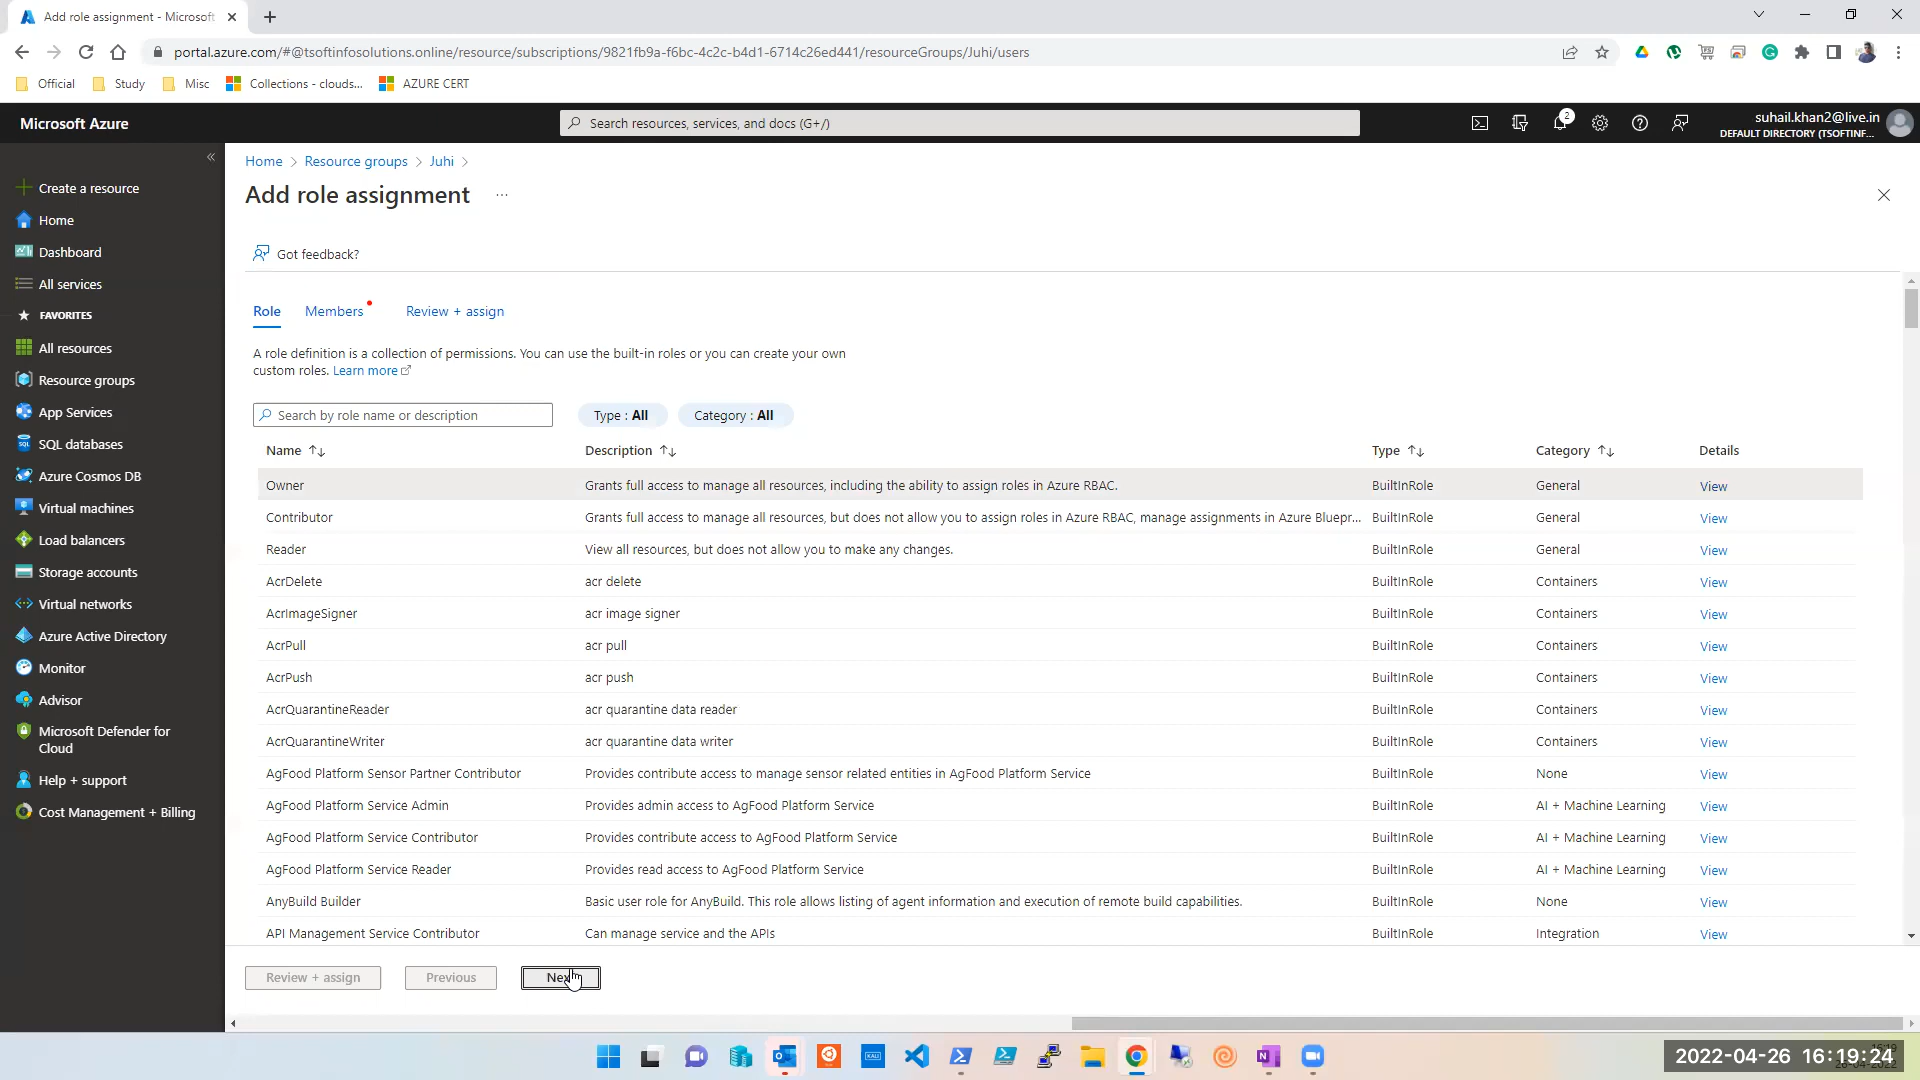 Add role assignment - Microsoft
portal.azure.com/#@tsoftinfosolutions.online/resource/subscriptions/9821fb9a-f6bc-4c2c-b4d1-6714c26ed441/resourceGroups/Juhi/users
Official
Study
Misc
Collections - clouds...
AZURE CERT
Microsoft Azure
Search resources, services, and docs (G+/)
2
suhail.khan2@live.in
DEFAULT DIRECTORY (TSOFTINF...
Create a resource
Home
Dashboard
All services
FAVORITES
All resources
Resource groups
App Services
SQL databases
Azure Cosmos DB
Virtual machines
Load balancers
Storage accounts
Virtual networks
Azure Active Directory
Monitor
Advisor
Microsoft Defender for
Cloud
Help + support
Cost Management + Billing
Home > Resource groups > Juhi >
Add role assignment ...
Got feedback?
Role Members Review + assign
A role definition is a collection of permissions. You can use the built-in roles or you can create your own
custom roles. Learn more
Search by role name or description Type : All Category : All
Name Description Type Category Details
Owner Grants full access to manage all resources, including the ability to assign roles in Azure RBAC. BuiltInRole General View
Contributor Grants full access to manage all resources, but does not allow you to assign roles in Azure RBAC, manage assignments in Azure Bluepr... BuiltInRole General View
Reader View all resources, but does not allow you to make any changes. BuiltInRole General View
AcrDelete acr delete BuiltInRole Containers View
AcrImageSigner acr image signer BuiltInRole Containers View
AcrPull acr pull BuiltInRole Containers View
AcrPush acr push BuiltInRole Containers View
AcrQuarantineReader acr quarantine data reader BuiltInRole Containers View
AcrQuarantineWriter acr quarantine data writer BuiltInRole Containers View
AgFood Platform Sensor Partner Contributor Provides contribute access to manage sensor related entities in AgFood Platform Service BuiltInRole None View
AgFood Platform Service Admin Provides admin access to AgFood Platform Service BuiltInRole AI + Machine Learning View
AgFood Platform Service Contributor Provides contribute access to AgFood Platform Service BuiltInRole AI + Machine Learning View
AgFood Platform Service Reader Provides read access to AgFood Platform Service BuiltInRole AI + Machine Learning View
AnyBuild Builder Basic user role for AnyBuild. This role allows listing of agent information and execution of remote build capabilities. BuiltInRole None View
API Management Service Contributor Can manage service and the APIs BuiltInRole Integration View
Review + assign Previous Next
2022-04-26 16:19:24